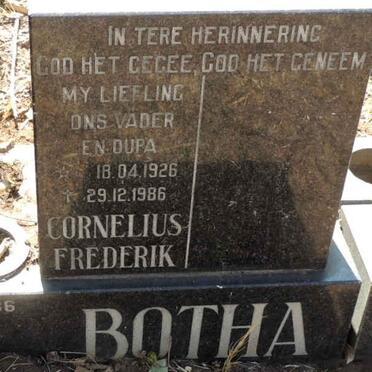 IN TERE HERINNERING
GOD HET GEGEE, GOD HET GENEEM
MY LIEFLING
ONS VADER
EN OUPA
☆ 18.04.1926
† 29.12.1986
CORNELIUS
FREDERIK
BOTHA